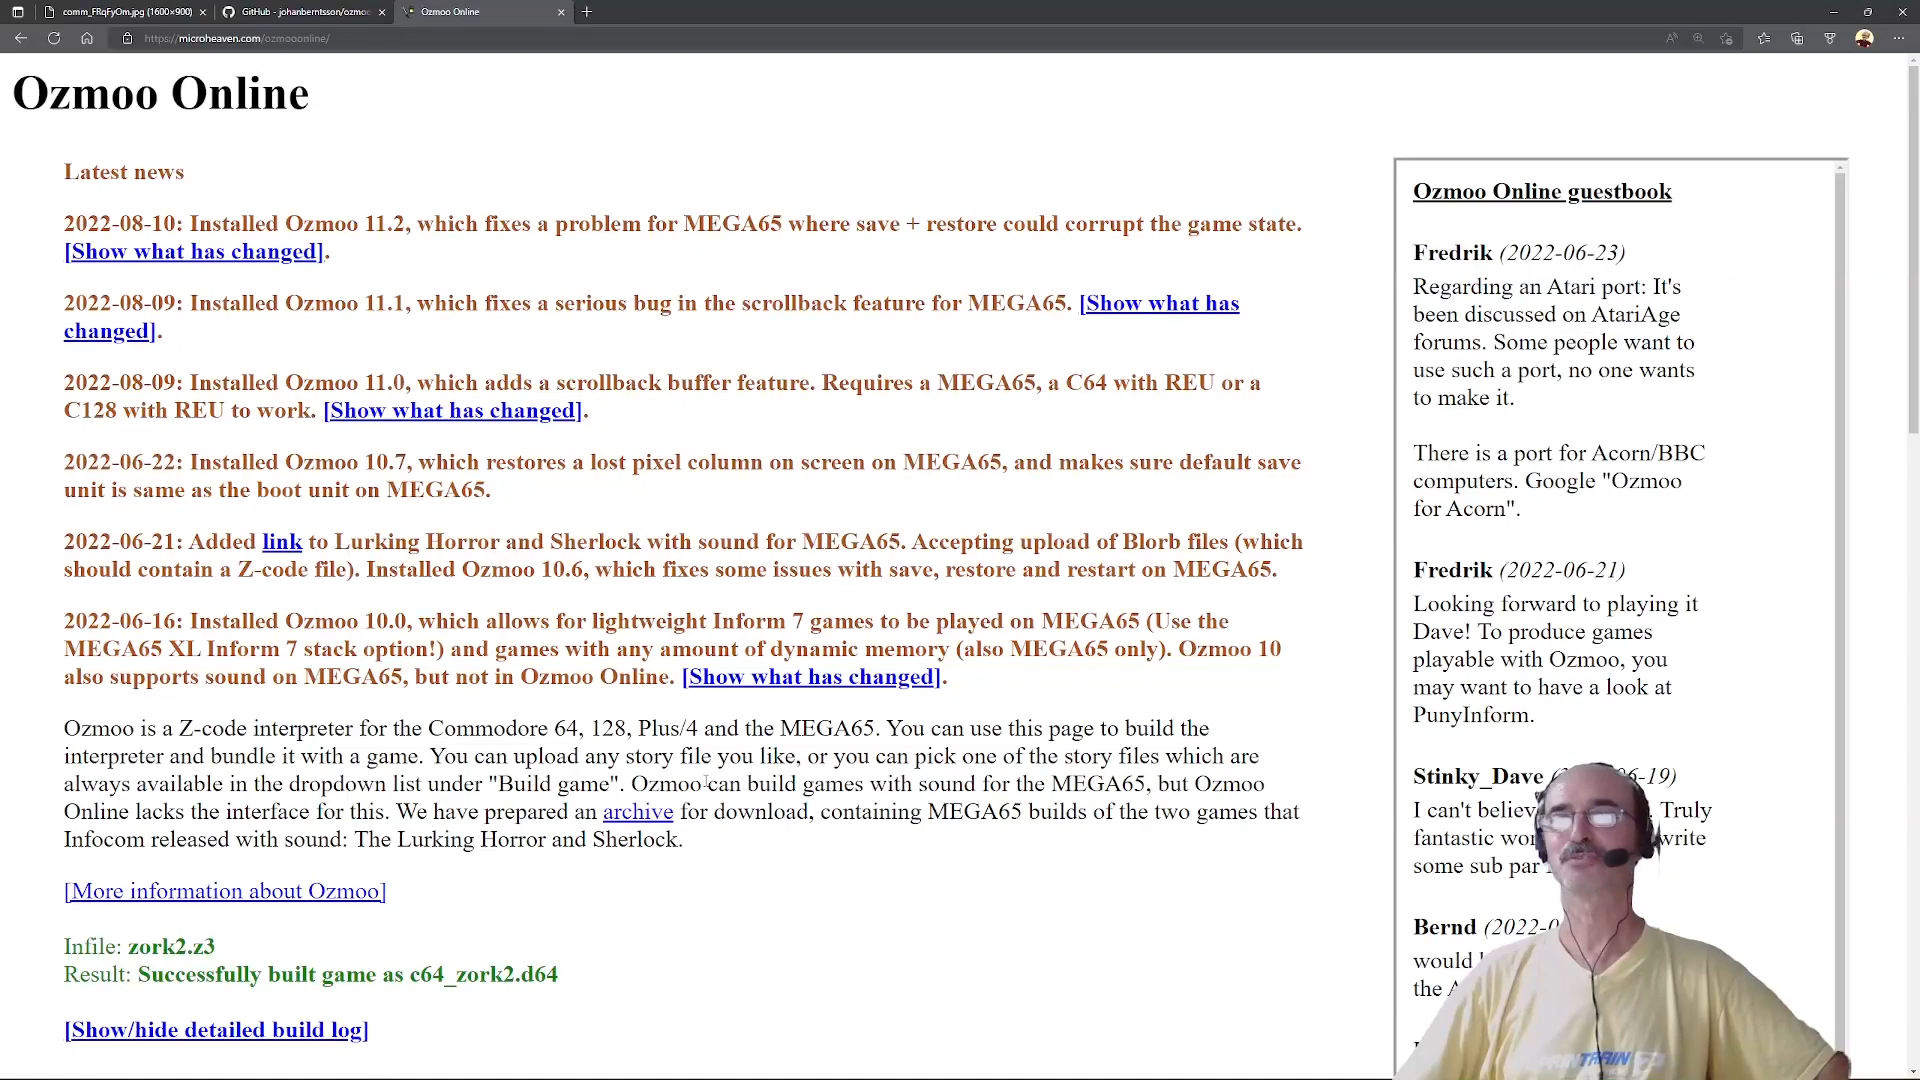 comm_FRqFyOm.jpg (1600×900)
GitHub - johanberntsson/ozmoo
Ozmoo Online
https://microheaven.com/ozmooonline/
Ozmoo Online
Latest news
2022-08-10: Installed Ozmoo 11.2, which fixes a problem for MEGA65 where save + restore could corrupt the game state.
[Show what has changed].
2022-08-09: Installed Ozmoo 11.1, which fixes a serious bug in the scrollback feature for MEGA65. [Show what has
changed].
2022-08-09: Installed Ozmoo 11.0, which adds a scrollback buffer feature. Requires a MEGA65, a C64 with REU or a
C128 with REU to work. [Show what has changed].
2022-06-22: Installed Ozmoo 10.7, which restores a lost pixel column on screen on MEGA65, and makes sure default save
unit is same as the boot unit on MEGA65.
2022-06-21: Added link to Lurking Horror and Sherlock with sound for MEGA65. Accepting upload of Blorb files (which
should contain a Z-code file). Installed Ozmoo 10.6, which fixes some issues with save, restore and restart on MEGA65.
2022-06-16: Installed Ozmoo 10.0, which allows for lightweight Inform 7 games to be played on MEGA65 (Use the
MEGA65 XL Inform 7 stack option!) and games with any amount of dynamic memory (also MEGA65 only). Ozmoo 10
also supports sound on MEGA65, but not in Ozmoo Online. [Show what has changed].
Ozmoo is a Z-code interpreter for the Commodore 64, 128, Plus/4 and the MEGA65. You can use this page to build the
interpreter and bundle it with a game. You can upload any story file you like, or you can pick one of the story files which are
always available in the dropdown list under "Build game". Ozmoo can build games with sound for the MEGA65, but Ozmoo
Online lacks the interface for this. We have prepared an archive for download, containing MEGA65 builds of the two games that
Infocom released with sound: The Lurking Horror and Sherlock.
[More information about Ozmoo]
Infile: zork2.z3
Result: Successfully built game as c64_zork2.d64
[Show/hide detailed build log]
Ozmoo Online guestbook
Fredrik (2022-06-23)
Regarding an Atari port: It's
been discussed on AtariAge
forums. Some people want to
use such a port, no one wants
to make it.
There is a port for Acorn/BBC
computers. Google "Ozmoo
for Acorn".
Fredrik (2022-06-21)
Looking forward to playing it
Dave! To produce games
playable with Ozmoo, you
may want to have a look at
PunyInform.
Stinky_Dave 06-19)
I can't believ Truly
fantastic wor write
some sub par
Bernd (2022-0
would
the A